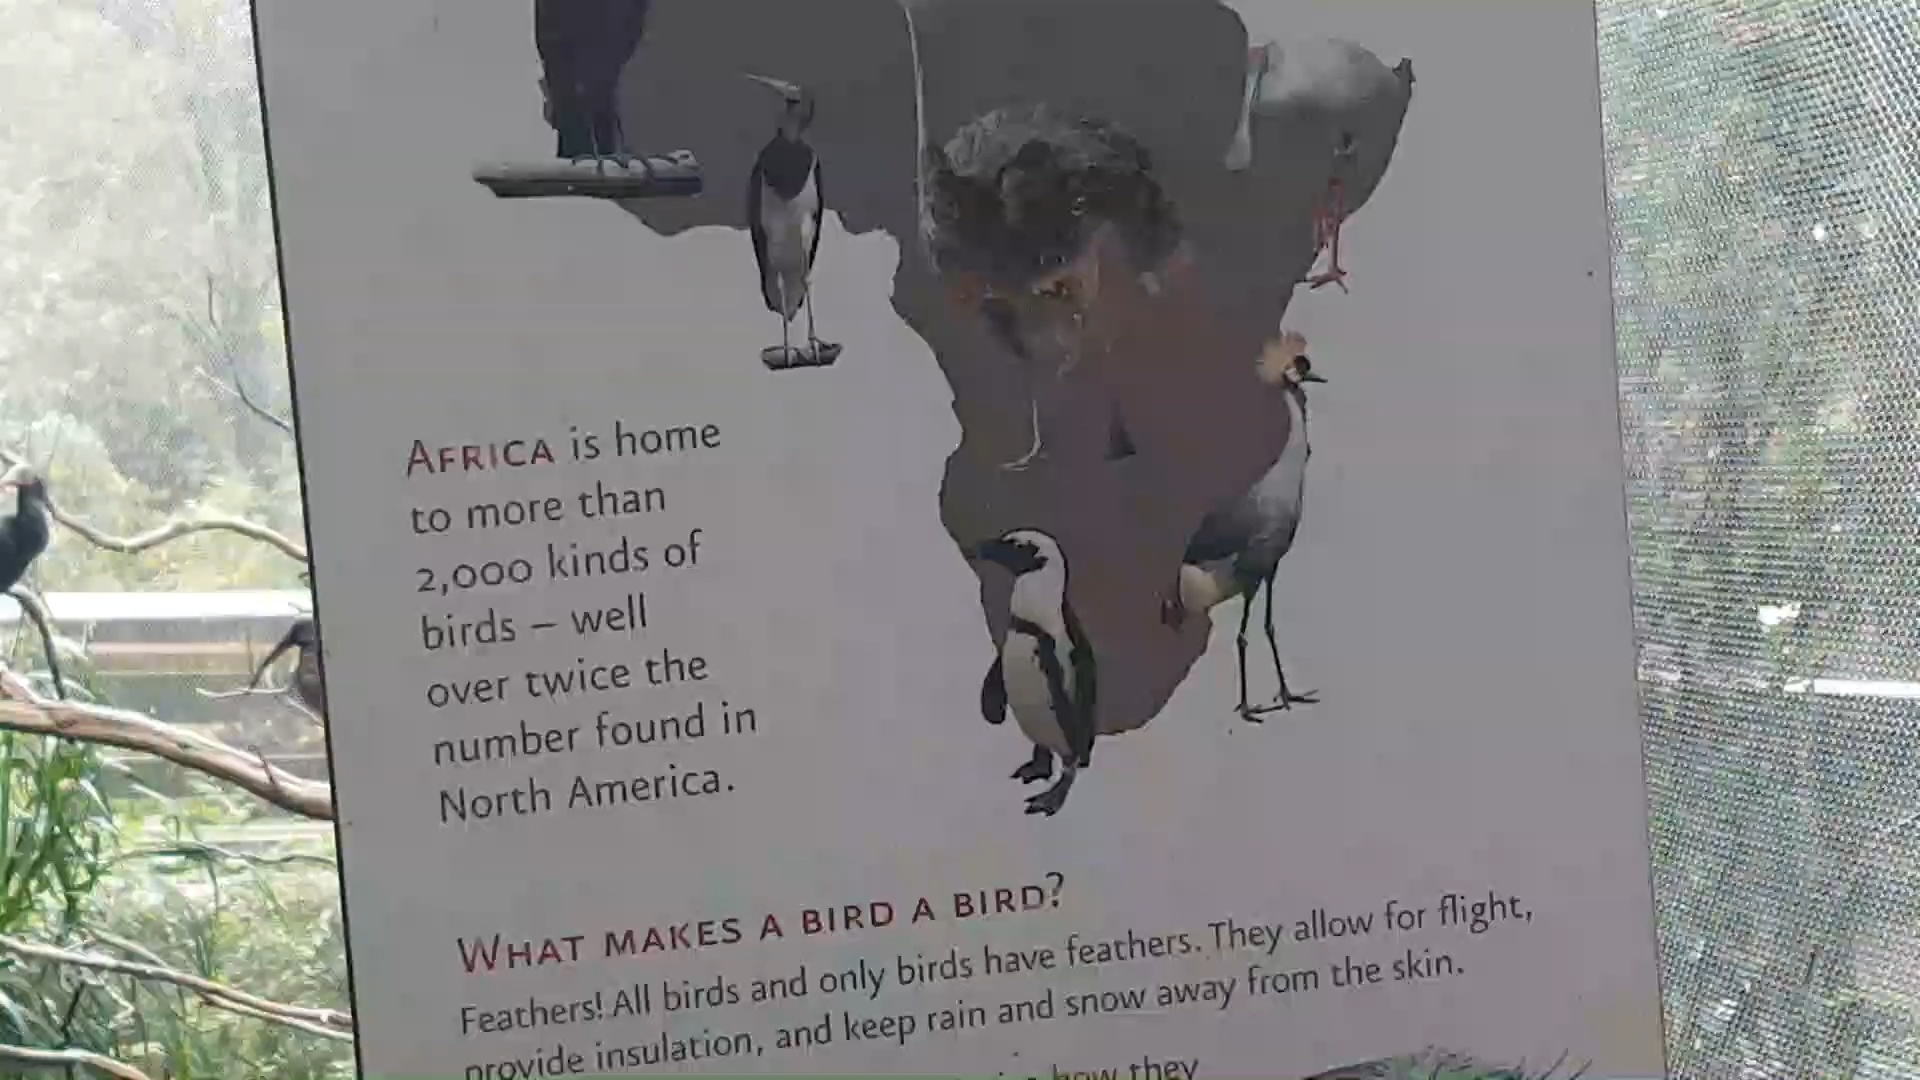 AFRICA is home
to more than
2,000 kinds of
birds – well
over twice the
number found in
North America.
WHAT MAKES A BIRD A BIRD?
Feathers! All birds and only birds have feathers. They allow for flight,
provide insulation, and keep rain and snow away from the skin.
how they